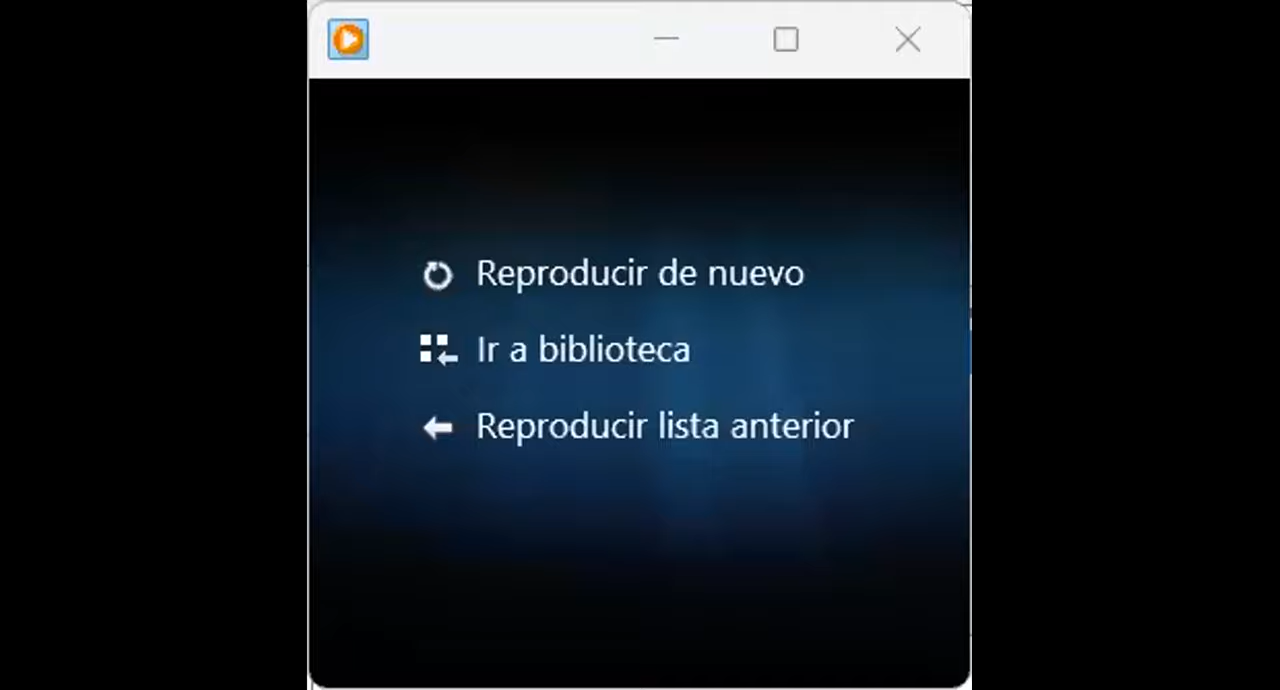 Reproducir de nuevo
Ir a biblioteca
Reproducir lista anterior